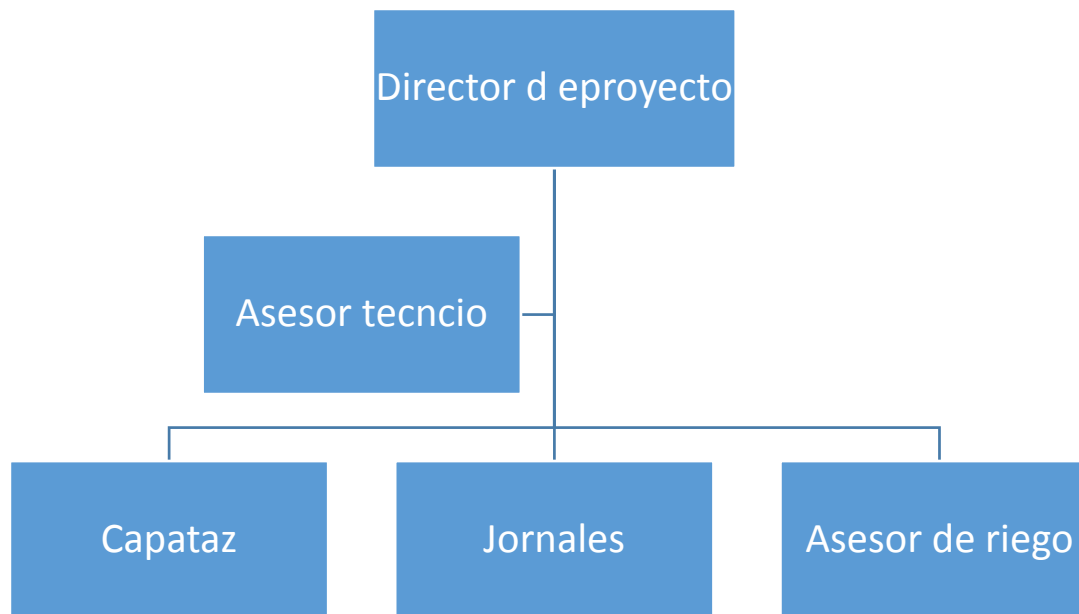 Director d eproyecto
Asesor tecncio
Capataz
Jornales
Asesor de riego